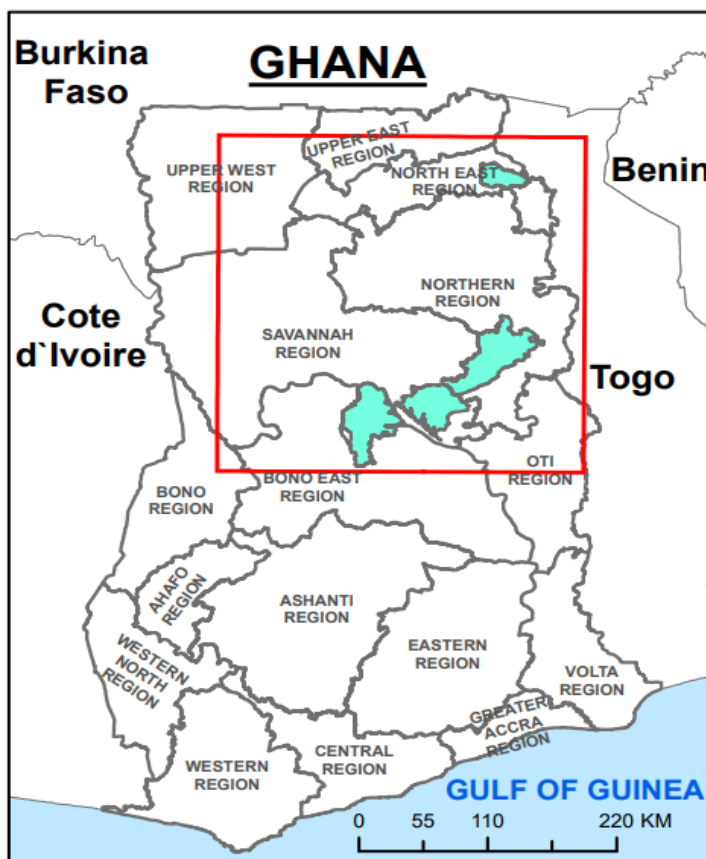 Burkina
Faso
GHANA
UPPER EAST
REGION
UPPER WEST
REGION
NORTH EAST
REGION
Benin
NORTHERN
REGION
Cote
d`Ivoire
SAVANNAH
REGION
Togo
OTI
REGION
BONO EAST
REGION
BONO
REGION
AHAFO
REGION
ASHANTI
REGION
EASTERN
REGION
WESTERN
NORTH
REGION
VOLTA
REGION
GREATER
ACCRA
REGION
CENTRAL
REGION
WESTERN
REGION
GULF OF GUINEA
0 55 110 220 KM